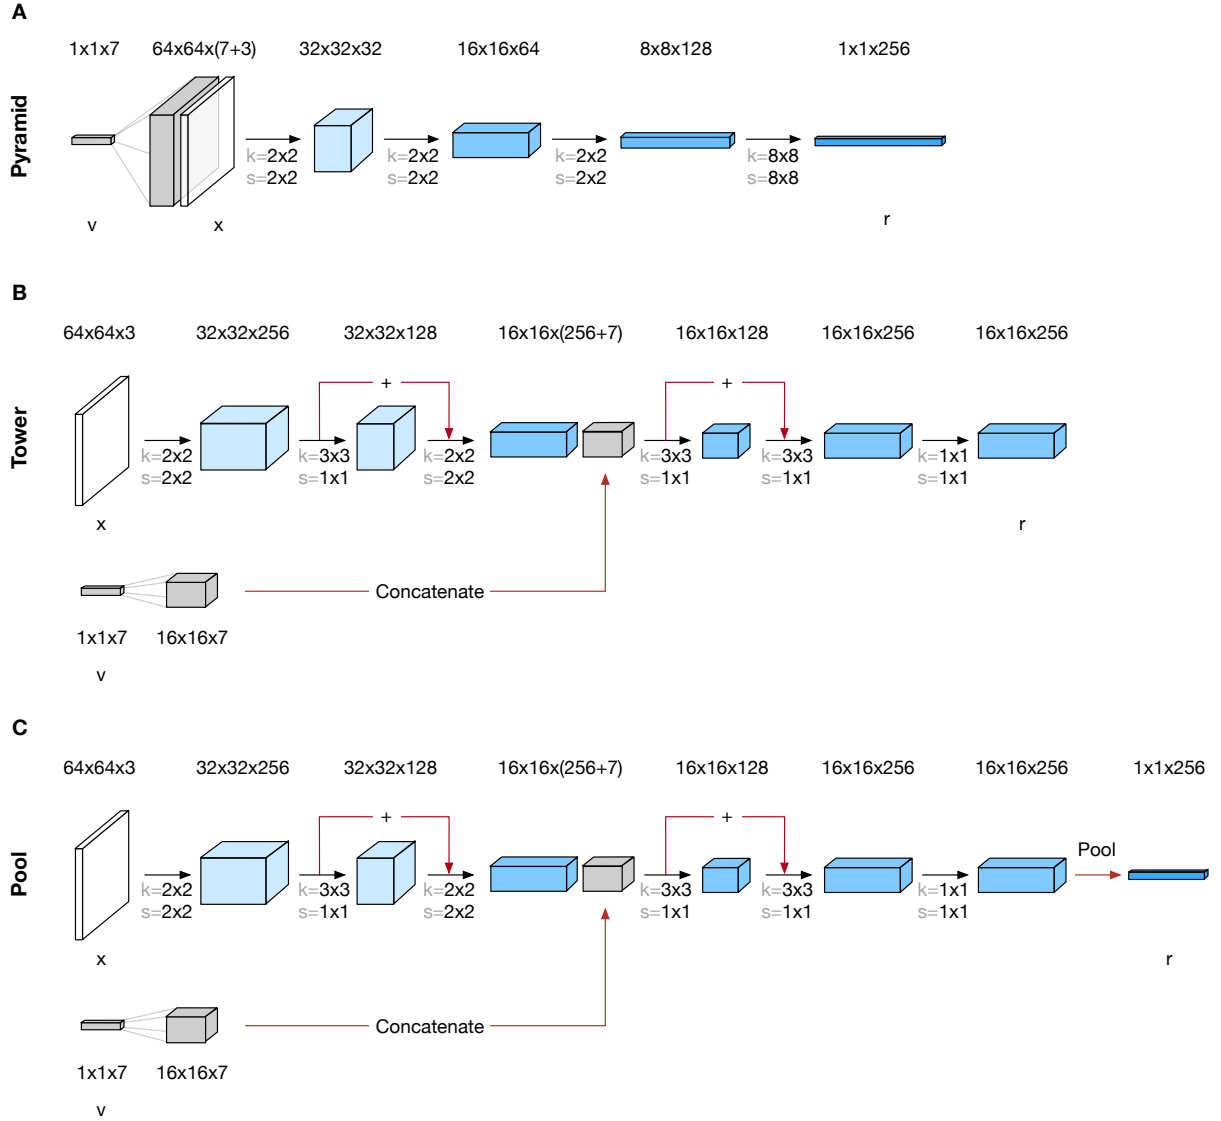 A
1x1x7 64x64x(7+3) 32x32x32 16x16x64 8x8x128 1x1x256
Pyramid
k=2x2 k=2x2 k=2x2 k=8x8
s=2x2 s=2x2 s=2x2 s=8x8
v x r
B
64x64x3 32x32x256 32x32x128 16x16x(256+7) 16x16x128 16x16x256 16x16x256
+ +
Tower
k=2x2 k=3x3 k=2x2 k=3x3 k=3x3 k=1x1
s=2x2 s=1x1 s=2x2 s=1x1 s=1x1 s=1x1
x r
Concatenate
1x1x7 16x16x7
v
C
64x64x3 32x32x256 32x32x128 16x16x(256+7) 16x16x128 16x16x256 16x16x256 1x1x256
+ +
Pool
Pool
k=2x2 k=3x3 k=2x2 k=3x3 k=3x3 k=1x1
s=2x2 s=1x1 s=2x2 s=1x1 s=1x1 s=1x1
x r
Concatenate
1x1x7 16x16x7
v